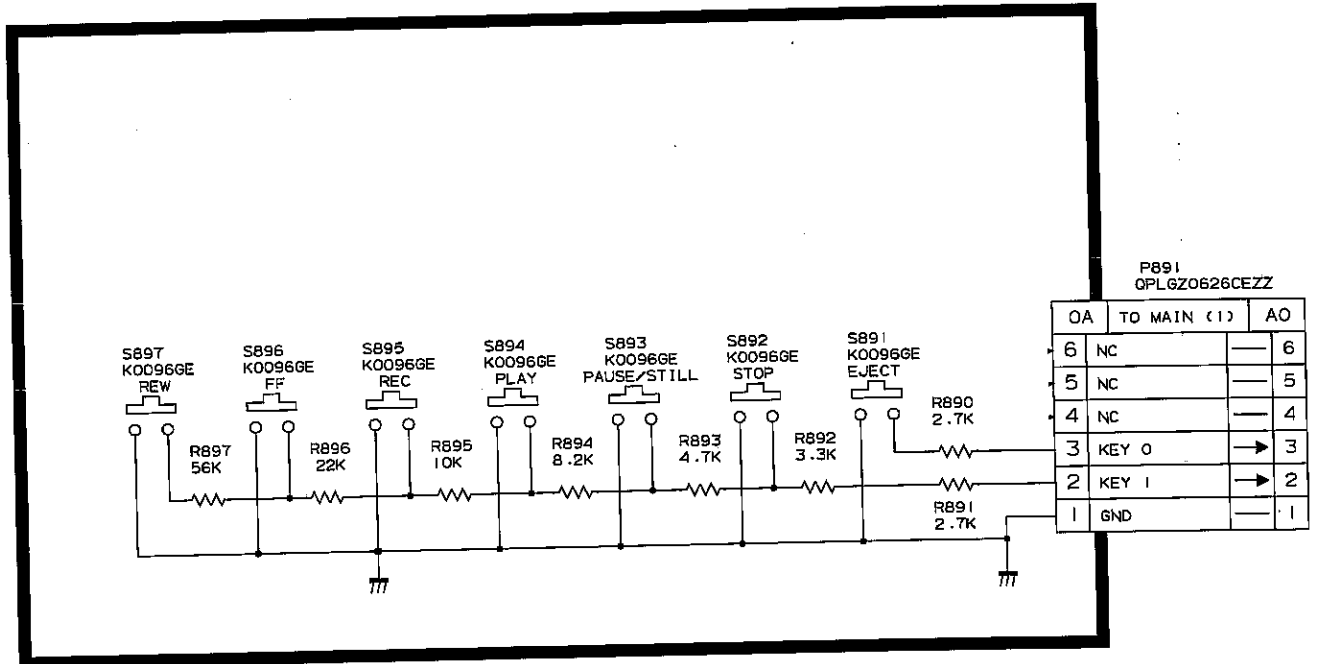 P891
QPLGZ0626CEZZ
OA TO MAIN (1) AO
6 NC — 6
5 NC — 5
4 NC — 4
3 KEY 0 → 3
2 KEY 1 → 2
1 GND — 1
S897
K0096GE
REW
S896
K0096GE
FF
S895
K0096GE
REC
S894
K0096GE
PLAY
S893
K0096GE
PAUSE/STILL
S892
K0096GE
STOP
S891
K0096GE
EJECT
R890
2.7K
R897
56K
R896
22K
R895
10K
R894
8.2K
R893
4.7K
R892
3.3K
R891
2.7K